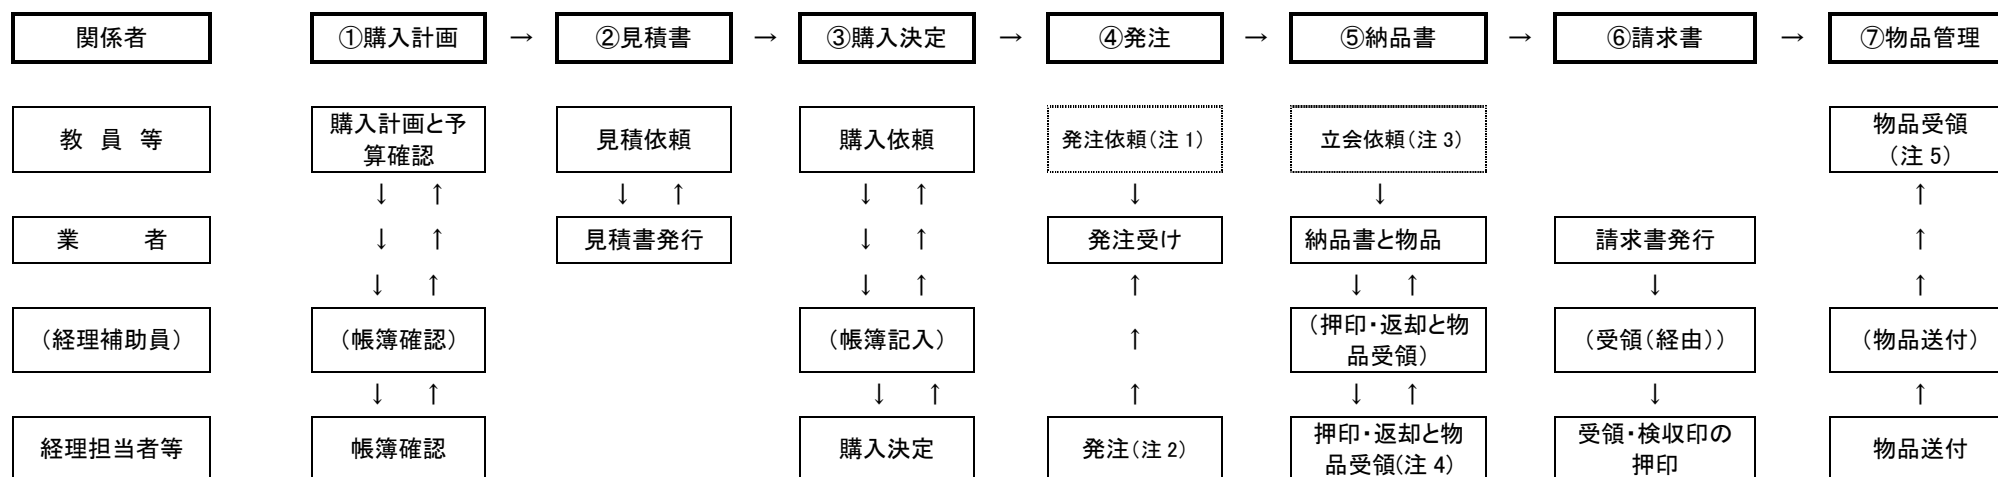 関係者 ①購入計画 → ②見積書 → ③購入決定 → ④発注 → ⑤納品書 → ⑥請求書 → ⑦物品管理
教 員 等
購入計画と予
算確認
見積依頼
購入依頼
発注依頼(注1)
立会依頼(注3)
物品受領
(注5)
↓ ↑ ↓ ↑ ↓ ↑ ↓ ↓ ↑
業 者 ↓ ↑ 見積書発行 ↓ ↑ 発注受け 納品書と物品 請求書発行 ↑
↓ ↑ ↓ ↑ ↑ ↓ ↑ ↓ ↑
(経理補助員)
(帳簿確認)
(帳簿記入)
↑
(押印・返却と物
品受領)
(受領(経由))
(物品送付)
↓ ↑ ↓ ↑ ↑ ↓ ↑ ↓ ↑
経理担当者等
帳簿確認
購入決定
発注(注2)
押印・返却と物
品受領(注4)
受領・検収印の
押印
物品送付